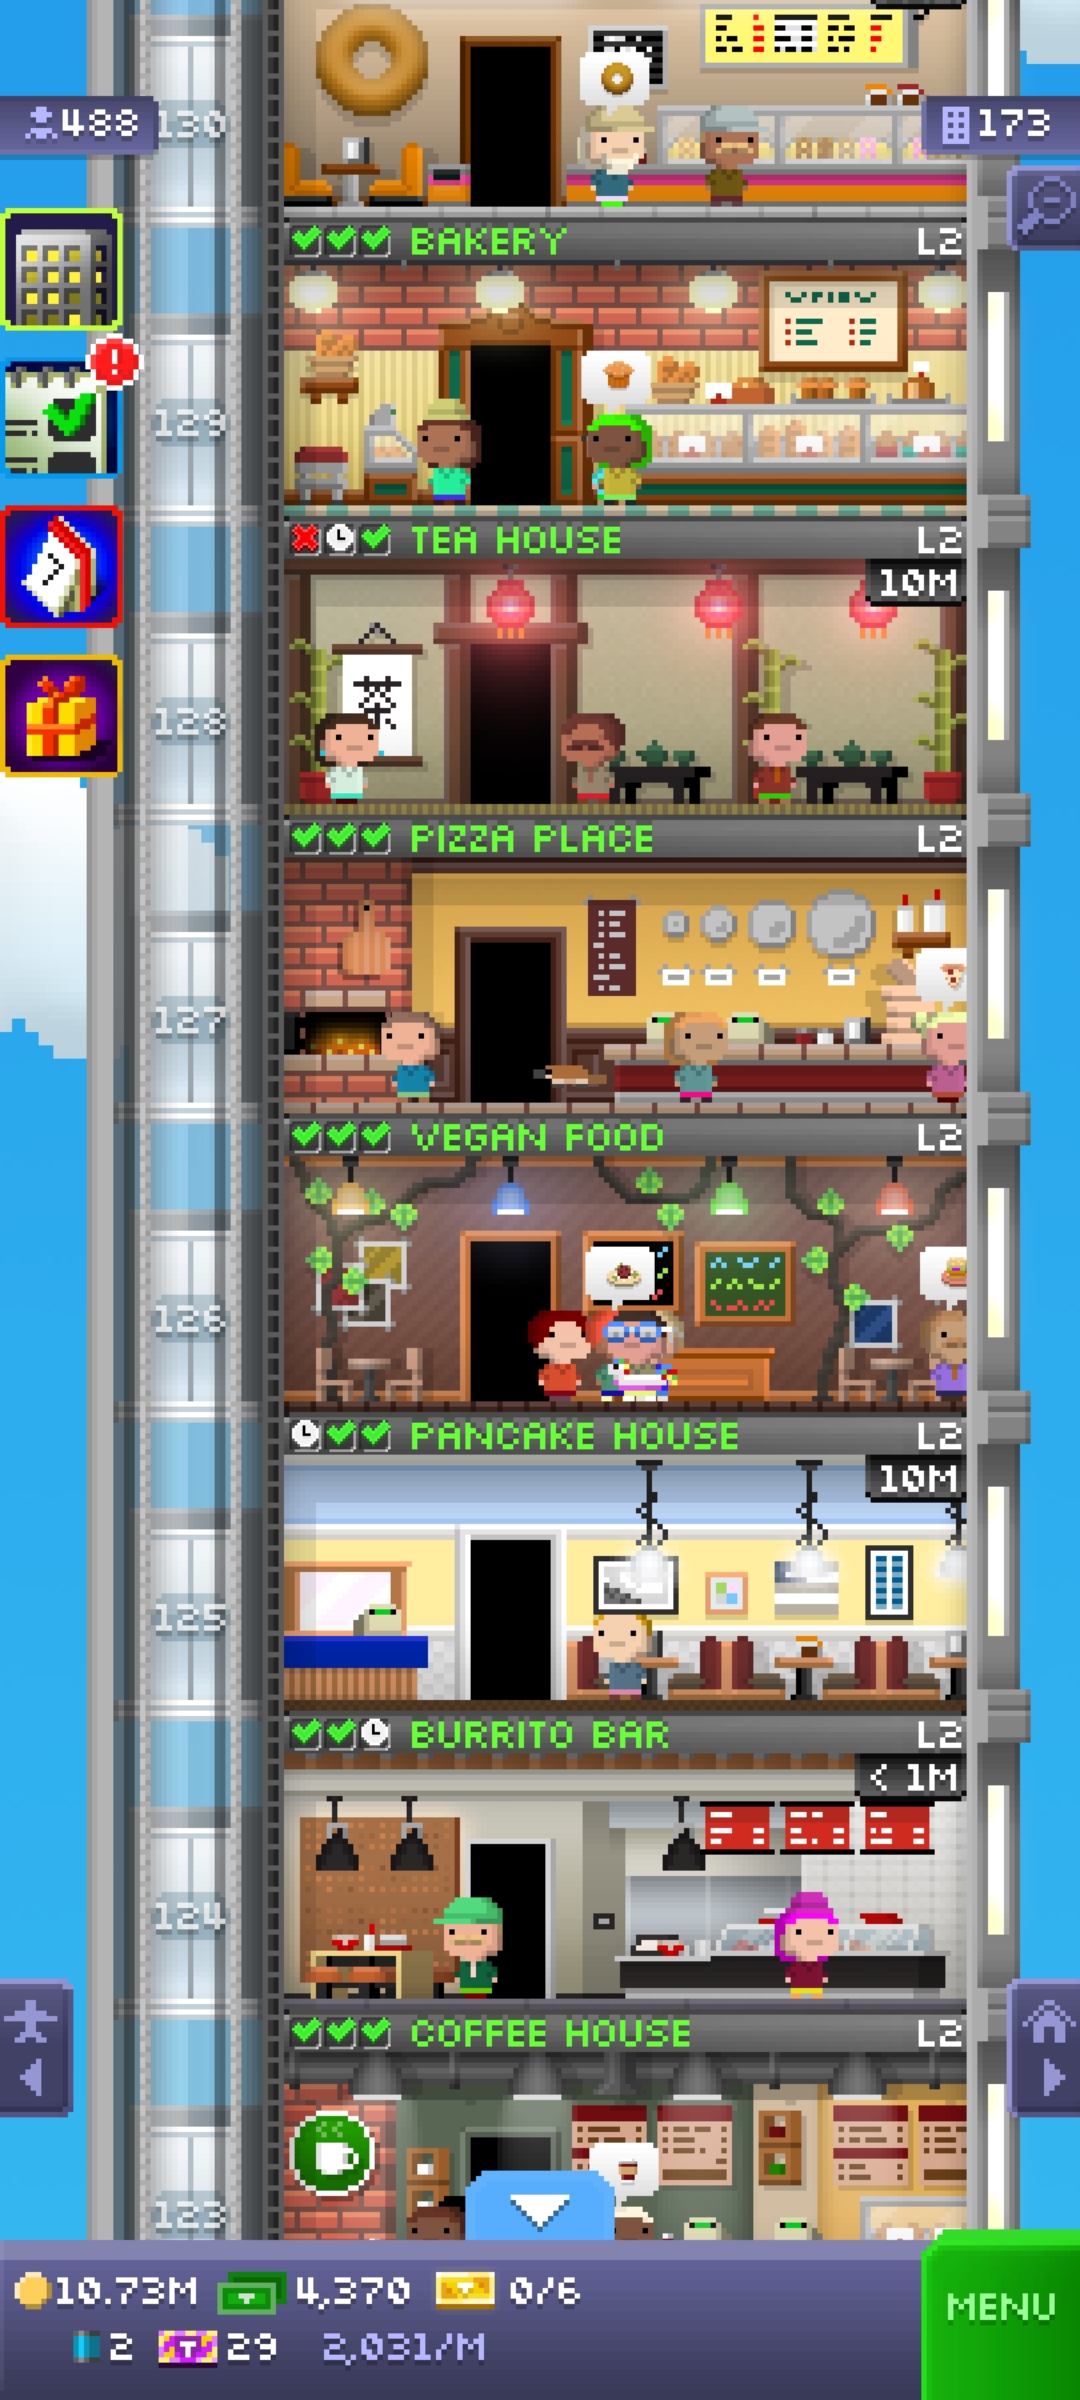 488
130
173
BAKERY L2
129
TEA HOUSE L2
10M
茶
128
PIZZA PLACE L2
127
VEGAN FOOD L2
126
PANCAKE HOUSE L2
10M
125
BURRITO BAR L2
< 1M
124
COFFEE HOUSE L2
123
10.73M 4,370 0/6
2 29 2,031/M
MENU